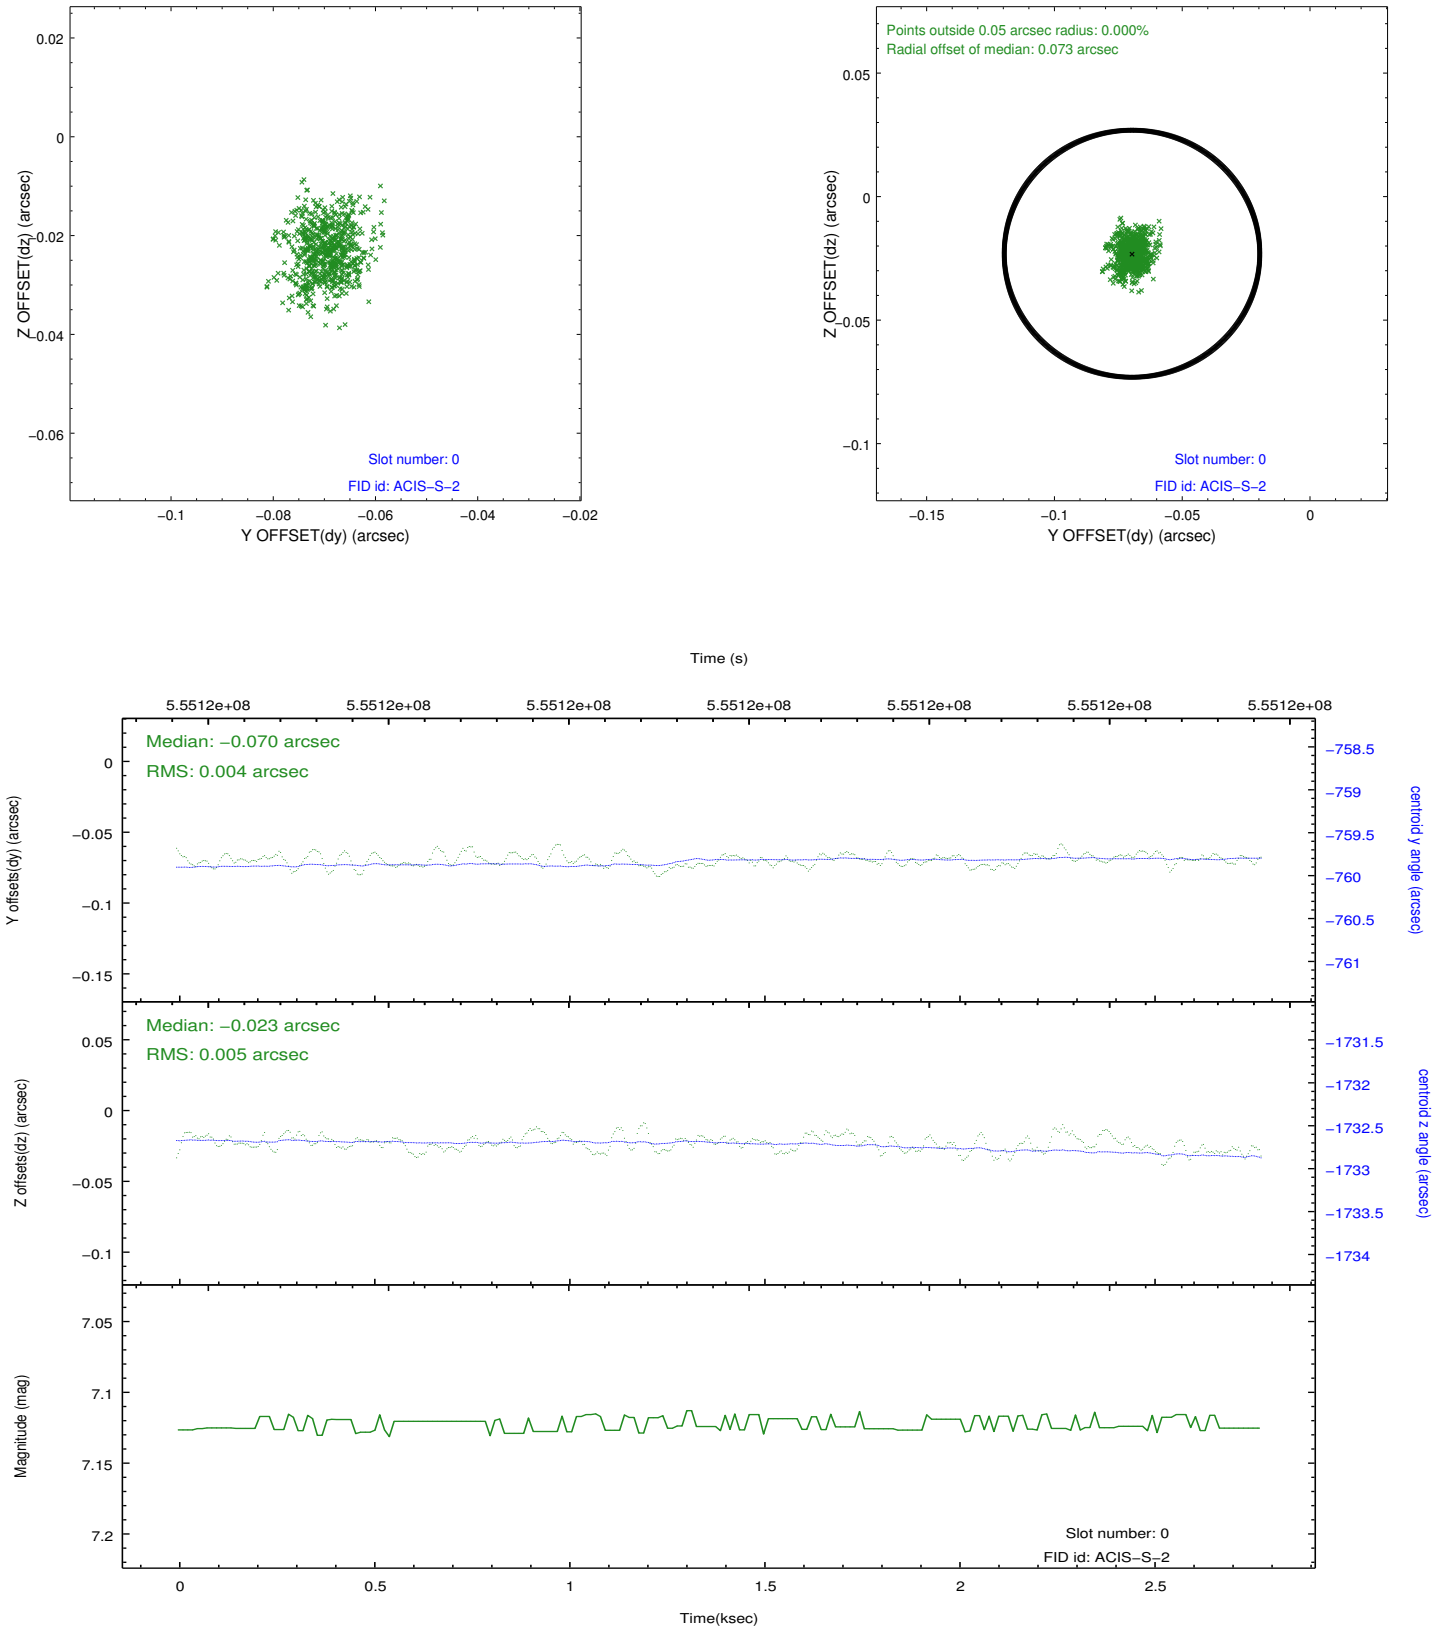 0.02
0
−0.02
−0.04
−0.06
Z OFFSET(dz) (arcsec)
Slot number: 0
FID id: ACIS−S−2
−0.1
−0.08
−0.06
−0.04
−0.02
Y OFFSET(dy) (arcsec)
Points outside 0.05 arcsec radius: 0.000%
Radial offset of median: 0.073 arcsec
0.05
0
−0.05
−0.1
Z OFFSET(dz) (arcsec)
Slot number: 0
FID id: ACIS−S−2
−0.15
−0.1
−0.05
0
Y OFFSET(dy) (arcsec)
Time (s)
5.5512e+08
5.5512e+08
5.5512e+08
5.5512e+08
5.5512e+08
5.5512e+08
5.5512e+08
Median: −0.070 arcsec
RMS: 0.004 arcsec
0
−0.05
−0.1
−0.15
Y offsets(dy) (arcsec)
−758.5
−759
−759.5
−760
−760.5
−761
centroid y angle (arcsec)
Median: −0.023 arcsec
RMS: 0.005 arcsec
0.05
0
−0.05
−0.1
Z offsets(dz) (arcsec)
−1731.5
−1732
−1732.5
−1733
−1733.5
−1734
centroid z angle (arcsec)
7.05
7.1
7.15
7.2
Magnitude (mag)
Slot number: 0
FID id: ACIS−S−2
0
0.5
1
1.5
2
2.5
Time(ksec)